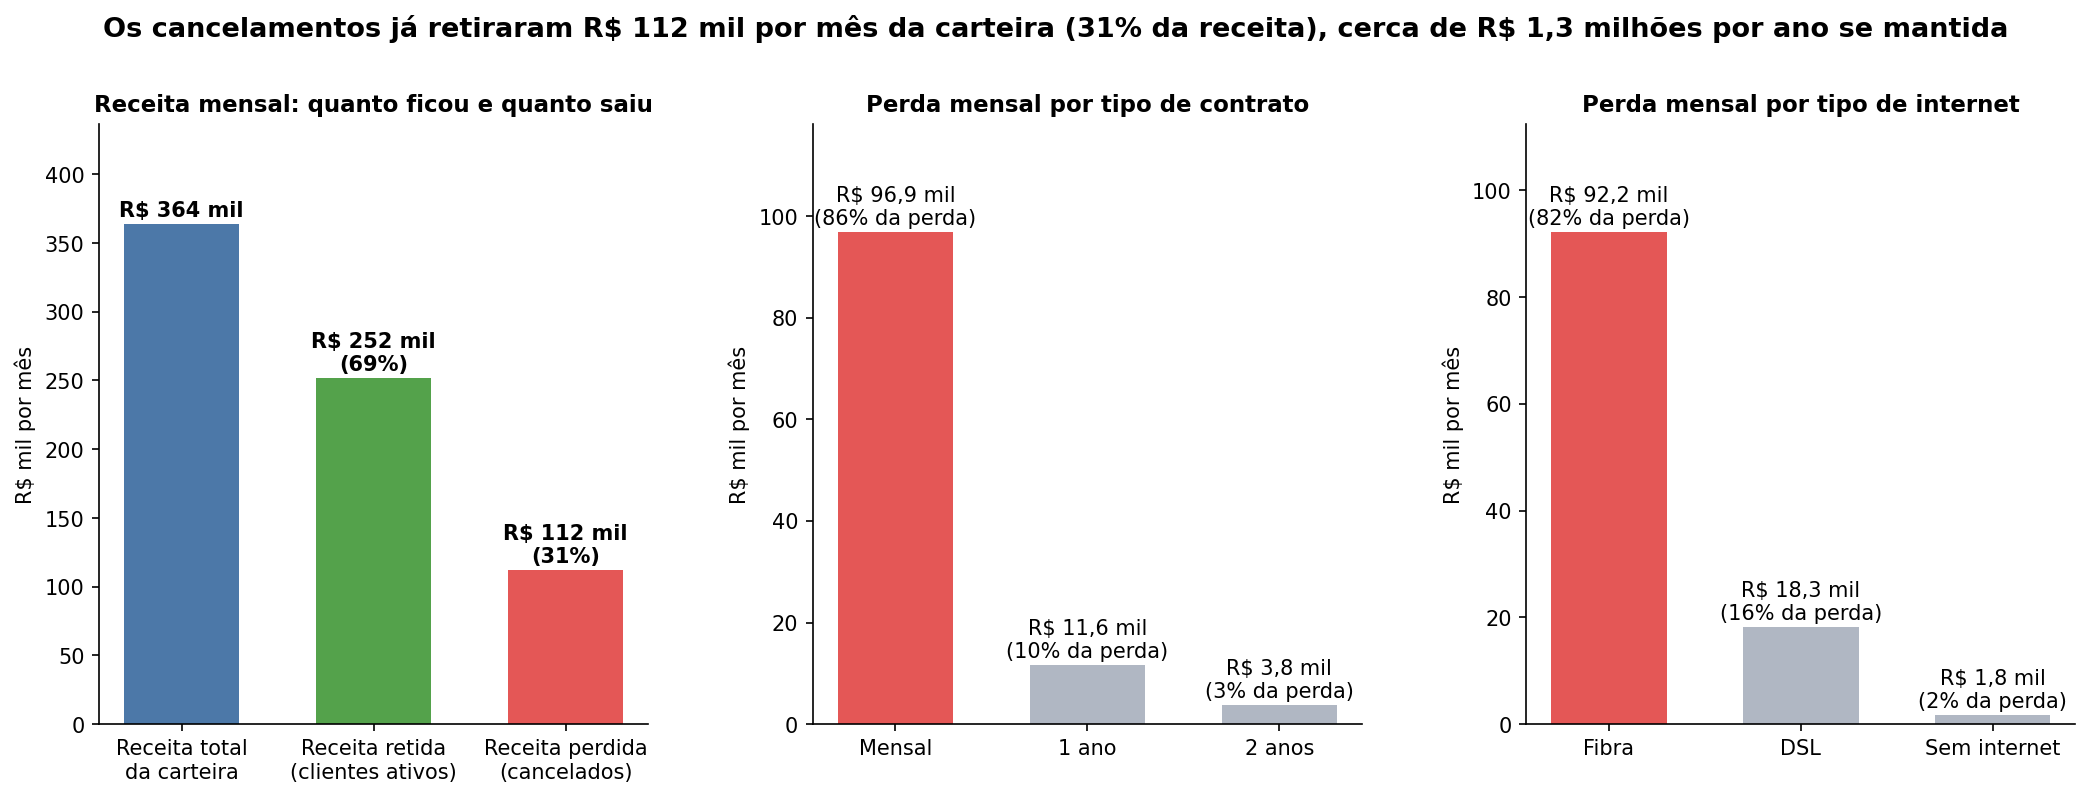 Os cancelamentos já retiraram R$ 112 mil por mês da carteira (31% da receita), cerca de R$ 1,3 milhões por ano se mantida
Receita mensal: quanto ficou e quanto saiu
R$ mil por mês
400
350
300
250
200
150
100
50
0
R$ 364 mil
R$ 252 mil
(69%)
R$ 112 mil
(31%)
Receita total
da carteira
Receita retida
(clientes ativos)
Receita perdida
(cancelados)
Perda mensal por tipo de contrato
R$ mil por mês
100
80
60
40
20
0
R$ 96,9 mil
(86% da perda)
R$ 11,6 mil
(10% da perda)
R$ 3,8 mil
(3% da perda)
Mensal
1 ano
2 anos
Perda mensal por tipo de internet
R$ mil por mês
100
80
60
40
20
0
R$ 92,2 mil
(82% da perda)
R$ 18,3 mil
(16% da perda)
R$ 1,8 mil
(2% da perda)
Fibra
DSL
Sem internet